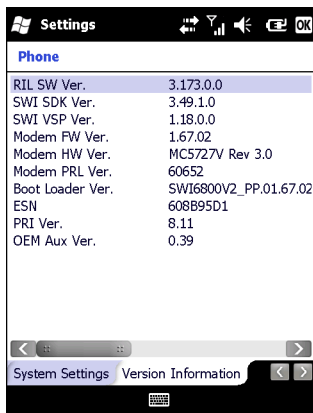 Settings
OK
Phone
RIL SW Ver. 3.173.0.0
SWI SDK Ver. 3.49.1.0
SWI VSP Ver. 1.18.0.0
Modem FW Ver. 1.67.02
Modem HW Ver. MC5727V Rev 3.0
Modem PRL Ver. 60652
Boot Loader Ver. SWI6800V2_PP.01.67.02
ESN 608B95D1
PRI Ver. 8.11
OEM Aux Ver. 0.39
System Settings Version Information